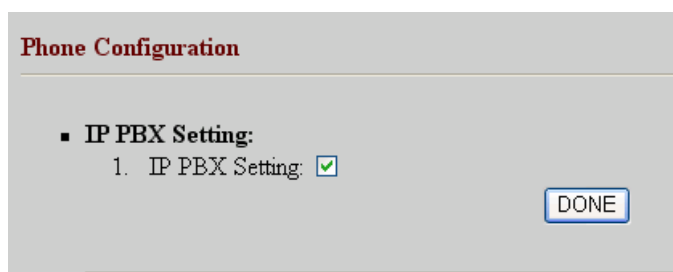 Phone Configuration
IP PBX Setting:
1. IP PBX Setting:
DONE